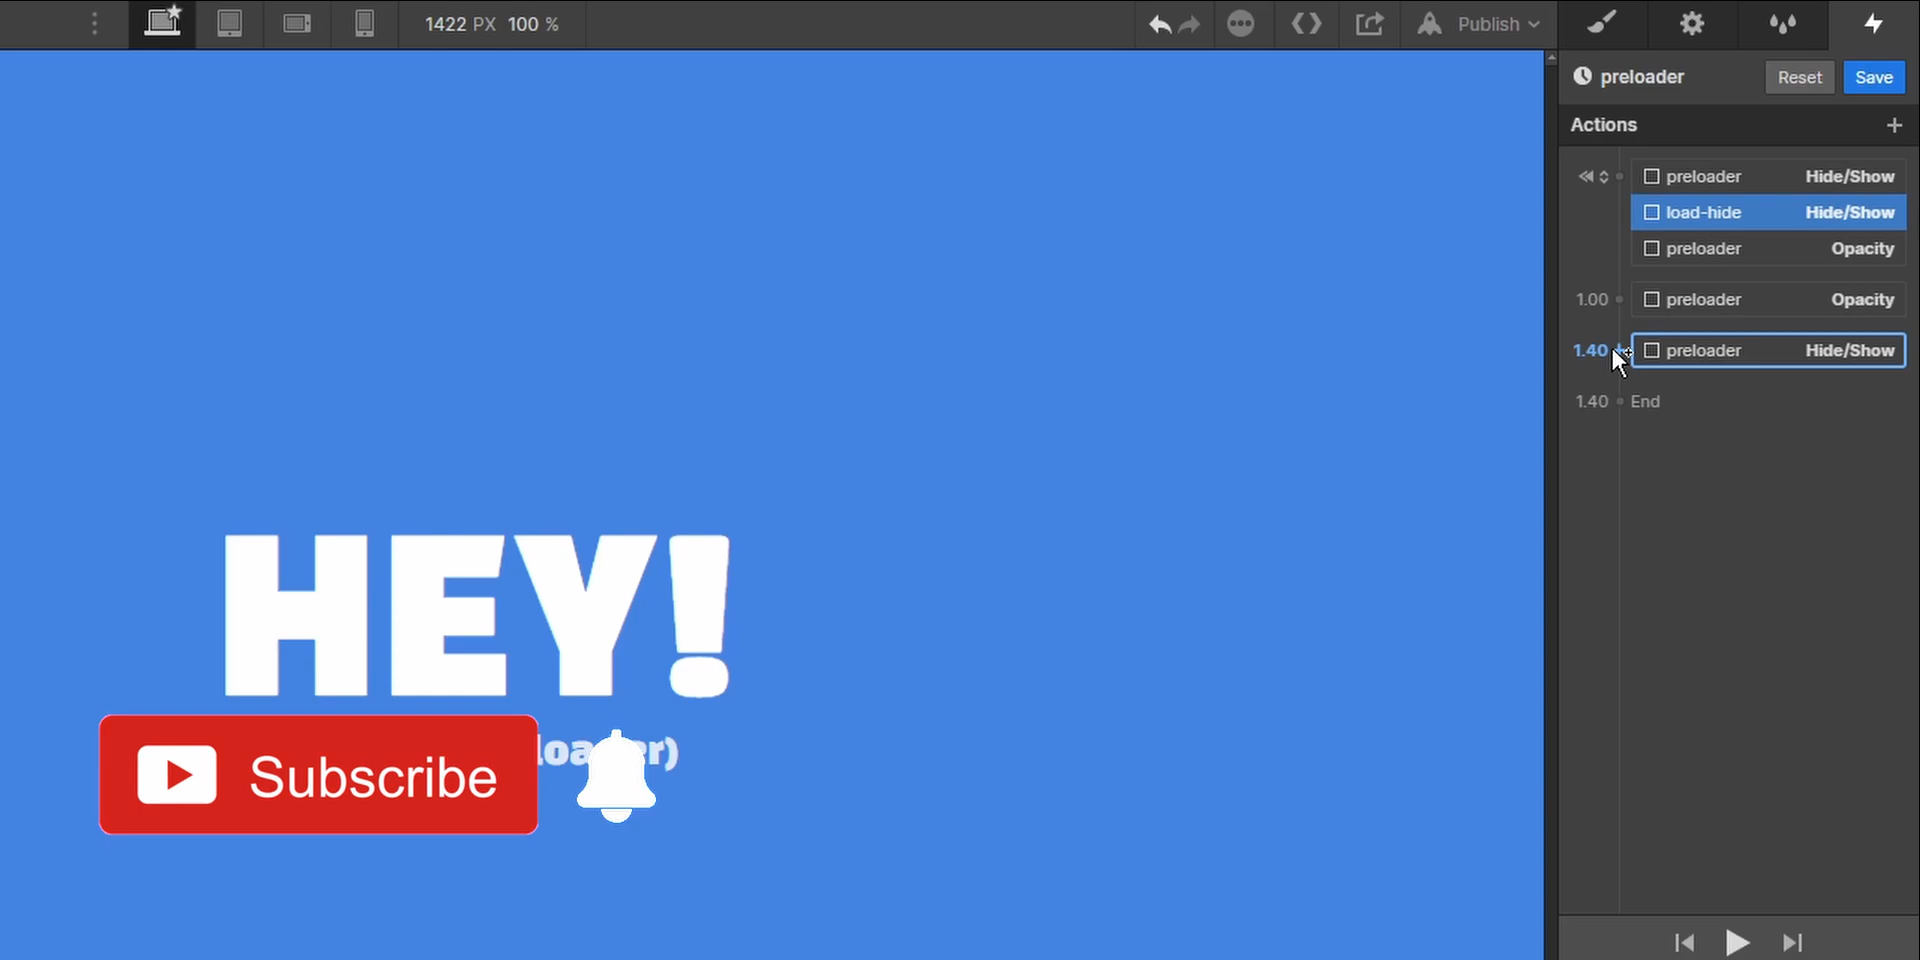 1422 PX 100 %
Publish
preloader
Reset
Save
Actions
preloader Hide/Show
load-hide Hide/Show
preloader Opacity
1.00 preloader Opacity
1.40 preloader Hide/Show
1.40 End
HEY!
Subscribe